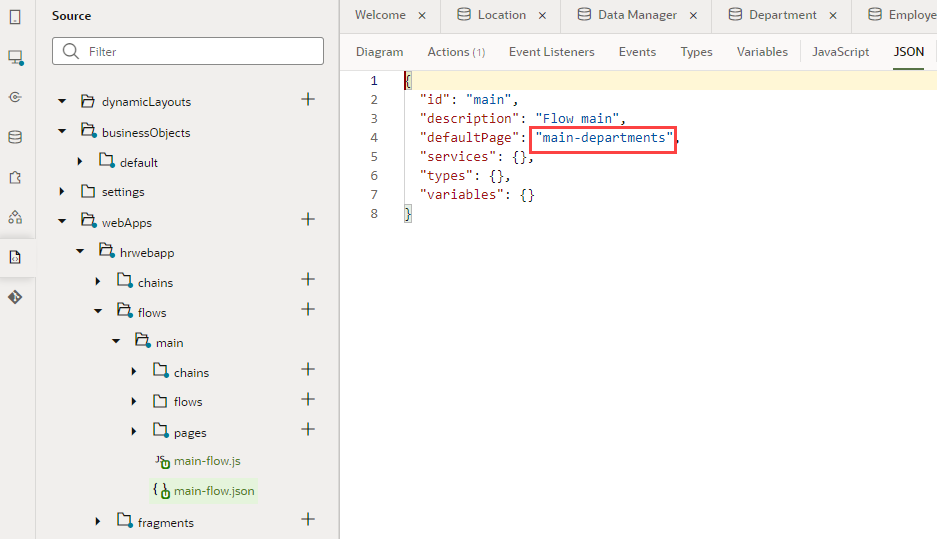 Source
Filter
dynamicLayouts
businessObjects
default
settings
webApps
hrwebapp
chains
flows
main
chains
flows
pages
JS main-flow.js
{ } main-flow.json
fragments
Welcome × Location × Data Manager × Department × Employe
Diagram Actions (1) Event Listeners Events Types Variables JavaScript JSON
1 {
2 "id": "main",
3 "description": "Flow main",
4 "defaultPage": "main-departments",
5 "services": {},
6 "types": {},
7 "variables": {}
8 }